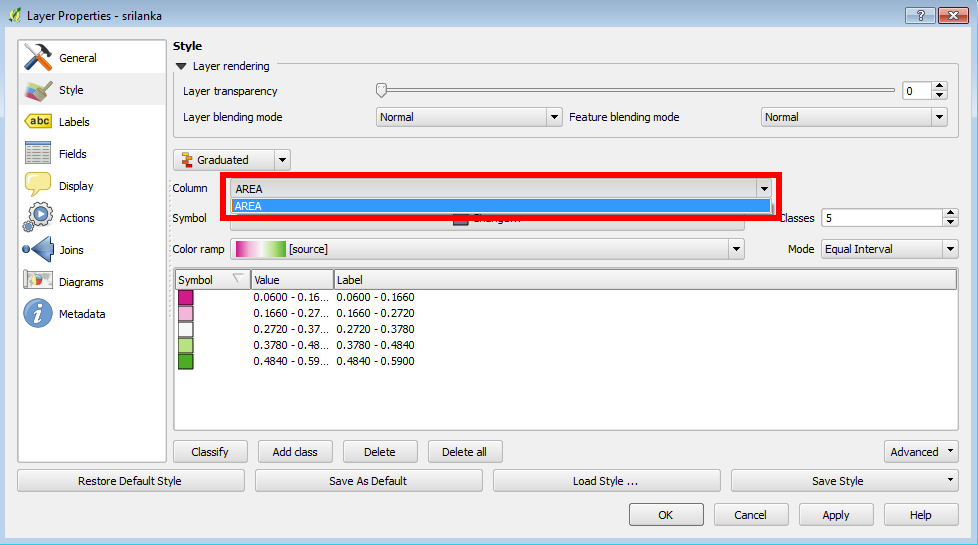 Layer Properties - srilanka
General
Style
Labels
Fields
Display
Actions
Joins
Diagrams
Metadata
Style
Layer rendering
Layer transparency 0
Layer blending mode Normal Feature blending mode Normal
Graduated
Column AREA
AREA
Symbol Change... Classes 5
Color ramp [source] Mode Equal Interval
Symbol Value Label
0.0600 - 0.16... 0.0600 - 0.1660
0.1660 - 0.27... 0.1660 - 0.2720
0.2720 - 0.37... 0.2720 - 0.3780
0.3780 - 0.48... 0.3780 - 0.4840
0.4840 - 0.59... 0.4840 - 0.5900
Classify Add class Delete Delete all Advanced
Restore Default Style Save As Default Load Style ... Save Style
OK Cancel Apply Help